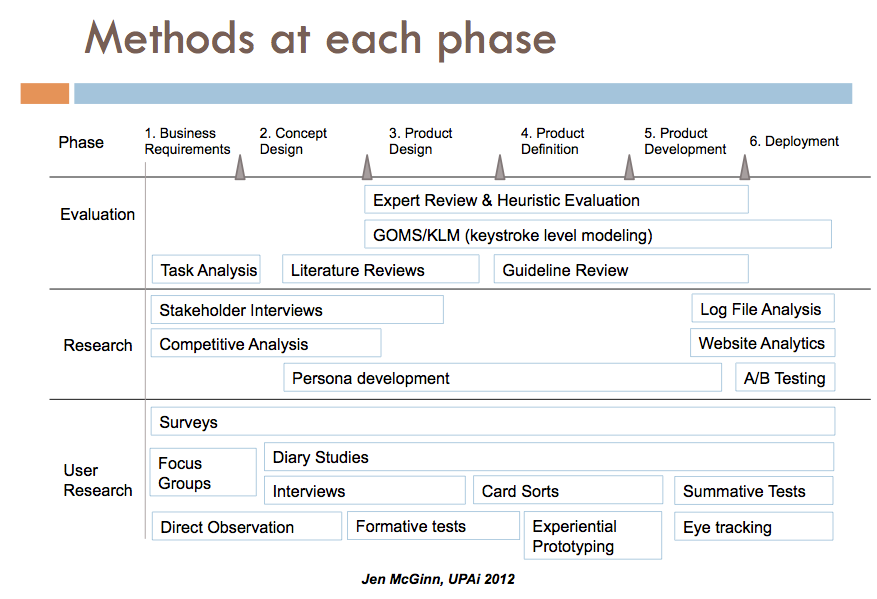 Methods at each phase
Phase
1. Business
Requirements
2. Concept
Design
3. Product
Design
4. Product
Definition
5. Product
Development
6. Deployment
Evaluation
Expert Review & Heuristic Evaluation
GOMS/KLM (keystroke level modeling)
Task Analysis
Literature Reviews
Guideline Review
Research
Stakeholder Interviews
Log File Analysis
Competitive Analysis
Website Analytics
Persona development
A/B Testing
User
Research
Surveys
Focus
Groups
Diary Studies
Interviews
Card Sorts
Summative Tests
Direct Observation
Formative tests
Experiential
Prototyping
Eye tracking
Jen McGinn, UPAi 2012